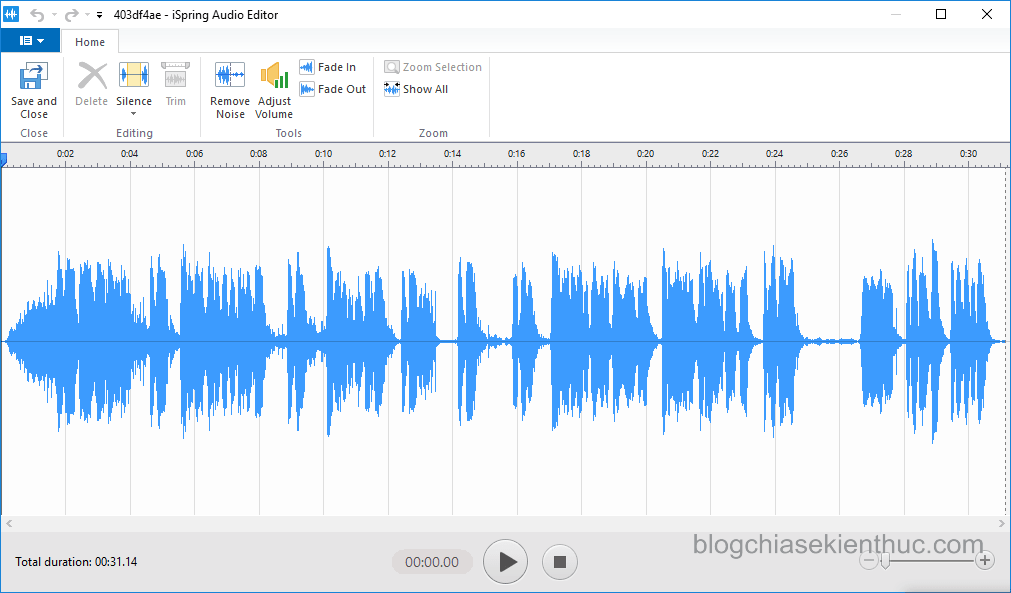 403df4ae - iSpring Audio Editor
Home
Save and Close
Delete
Silence
Trim
Remove Noise
Adjust Volume
Fade In
Fade Out
Zoom Selection
Show All
Close
Editing
Tools
Zoom
0:02 0:04 0:06 0:08 0:10 0:12 0:14 0:16 0:18 0:20 0:22 0:24 0:26 0:28 0:30
Total duration: 00:31.14
00:00.00
blogchiasekienthuc.com